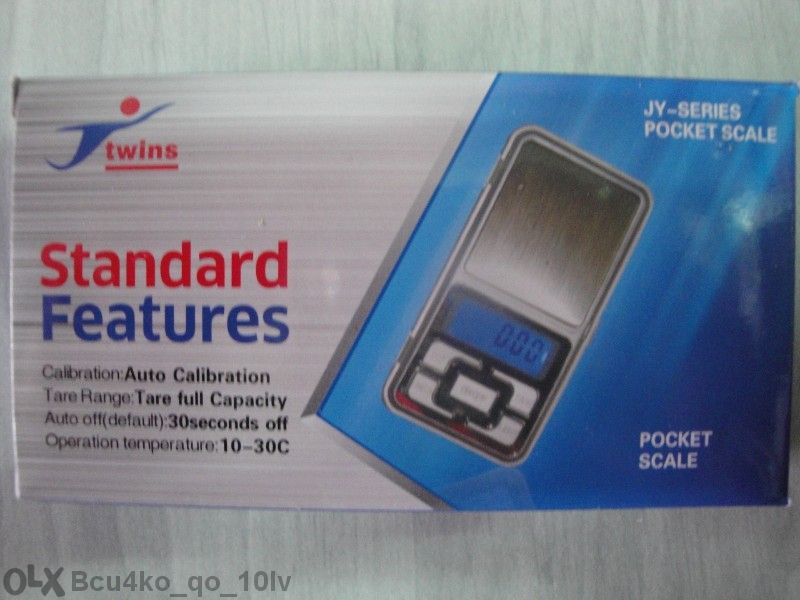 twins
JY-SERIES
POCKET SCALE
Standard
Features
Calibration:Auto Calibration
Tare Range:Tare full Capacity
Auto off(default):30seconds off
Operation temperature:10-30C
000
POCKET
SCALE
OLX Bcu4ko_qo_10lv